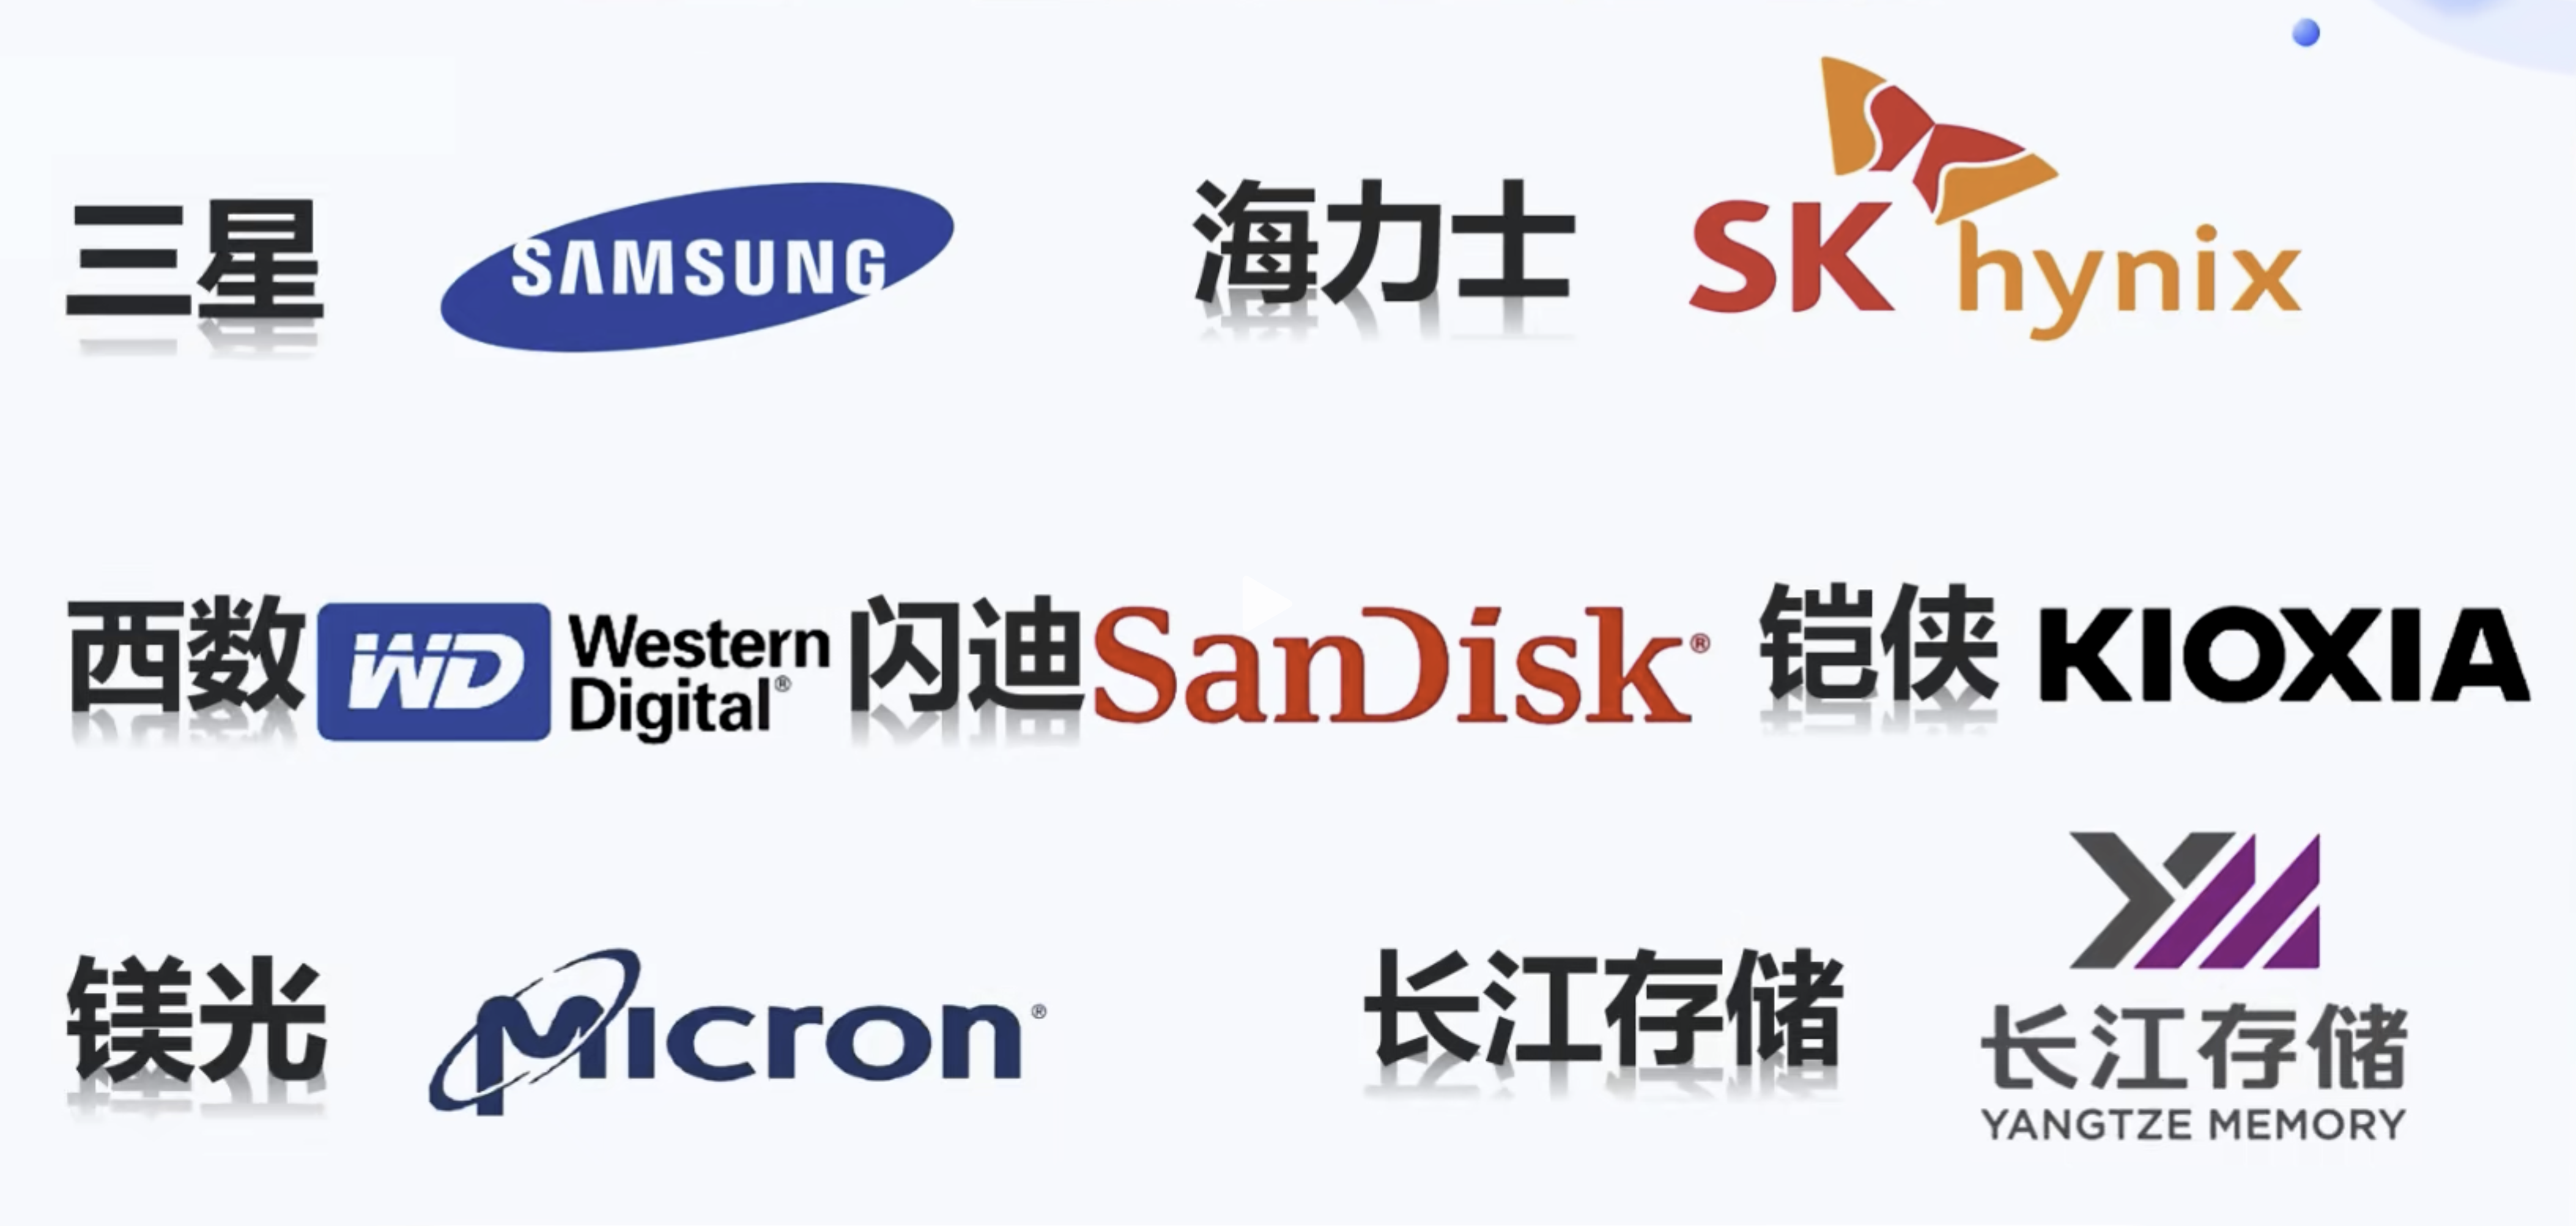 三星 SAMSUNG 海力士 SK hynix
西数 WD Western Digital® 闪迪 SanDisk® 铠侠 KIOXIA
镁光 Micron® 长江存储 YM
长江存储
YANGTZE MEMORY